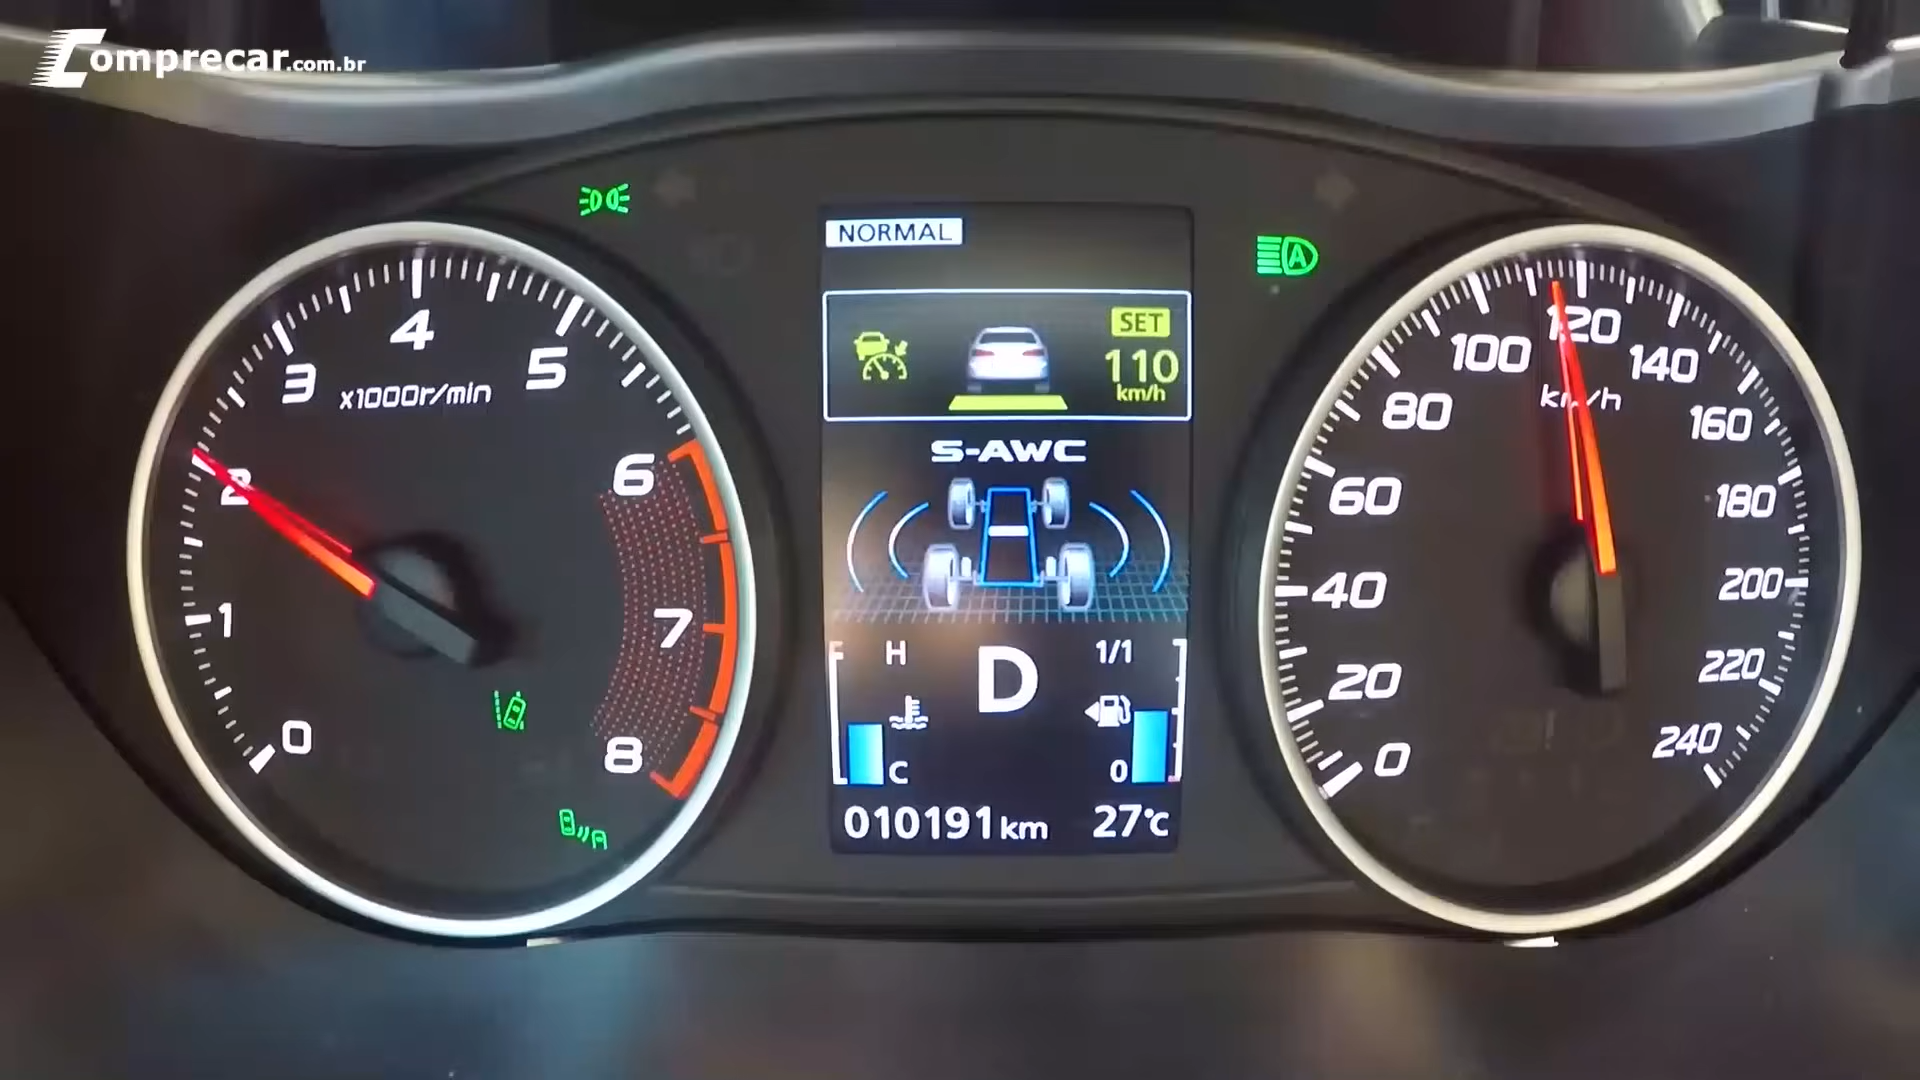 Comprecar.com.br
NORMAL
SET
110
km/h
S-AWC
H
1/1
D
C
0
010191 km
27°C
0
1
2
3
4
5
6
7
8
x1000r/min
A
0
20
40
60
80
100
120
140
160
180
200
220
240
km/h